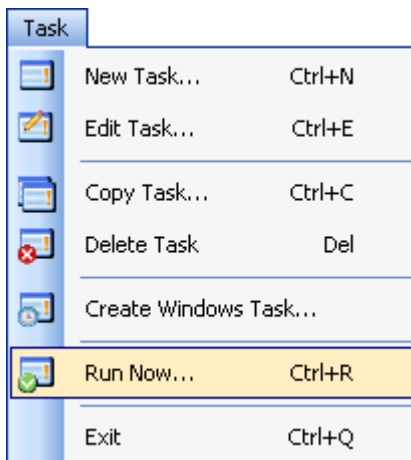 Task
New Task... Ctrl+N
Edit Task... Ctrl+E
Copy Task... Ctrl+C
Delete Task Del
Create Windows Task...
Run Now... Ctrl+R
Exit Ctrl+Q